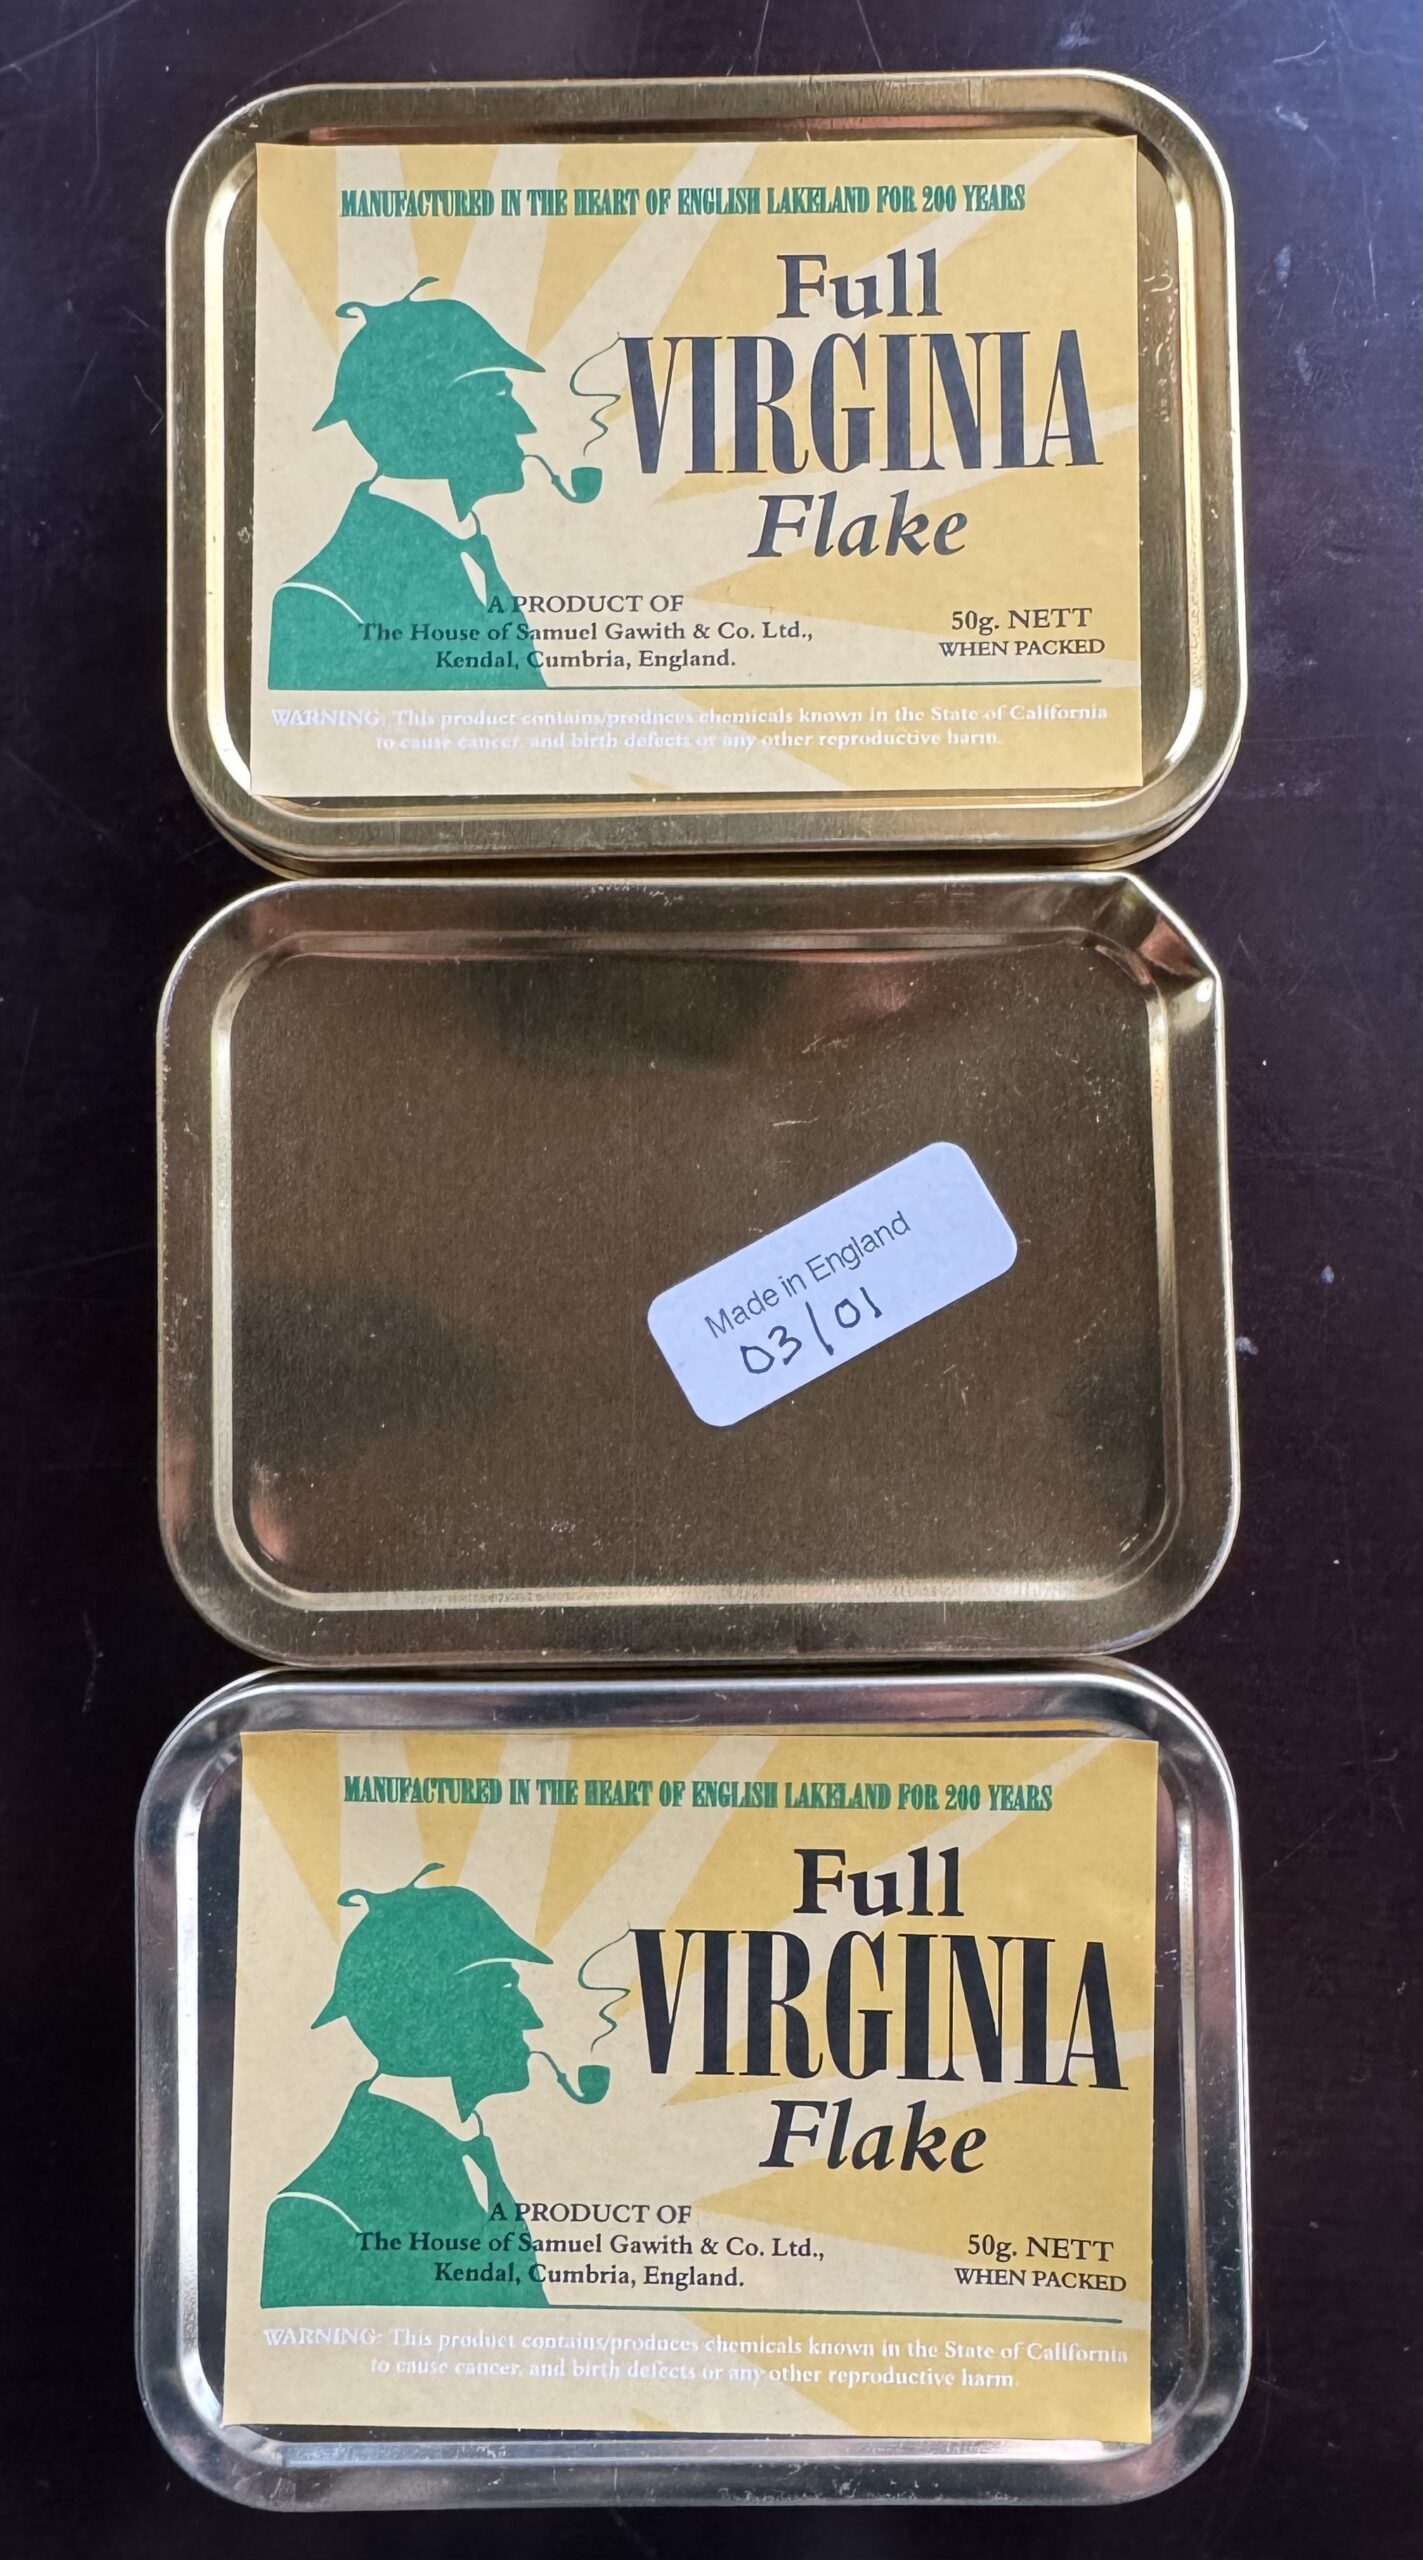 MANUFACTURED IN THE HEART OF ENGLISH LAKELAND FOR 200 YEARS
Full
VIRGINIA
Flake
A PRODUCT OF
The House of Samuel Gawith & Co. Ltd.,
Kendal, Cumbria, England.
50g. NETT
WHEN PACKED
WARNING: This product contains/produces chemicals known in the State of California
to cause cancer, and birth defects or any other reproductive harm.
Made in England
03/01
MANUFACTURED IN THE HEART OF ENGLISH LAKELAND FOR 200 YEARS
Full
VIRGINIA
Flake
A PRODUCT OF
The House of Samuel Gawith & Co. Ltd.,
Kendal, Cumbria, England.
50g. NETT
WHEN PACKED
WARNING: This product contains/produces chemicals known in the State of California
to cause cancer, and birth defects or any other reproductive harm.